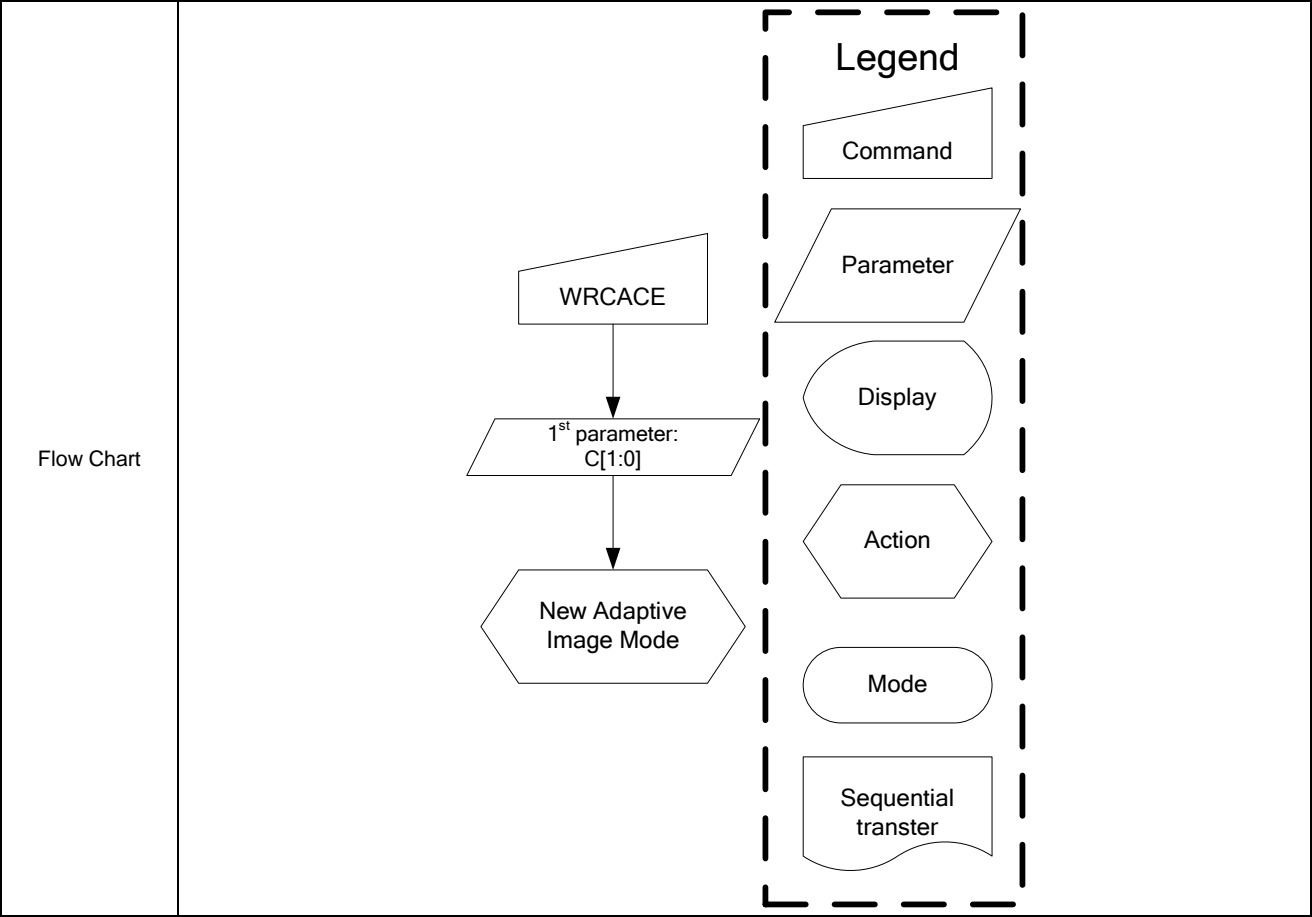 Flow Chart
WRCACE
1st parameter:
C[1:0]
New Adaptive
Image Mode
Legend
Command
Parameter
Display
Action
Mode
Sequential
transter